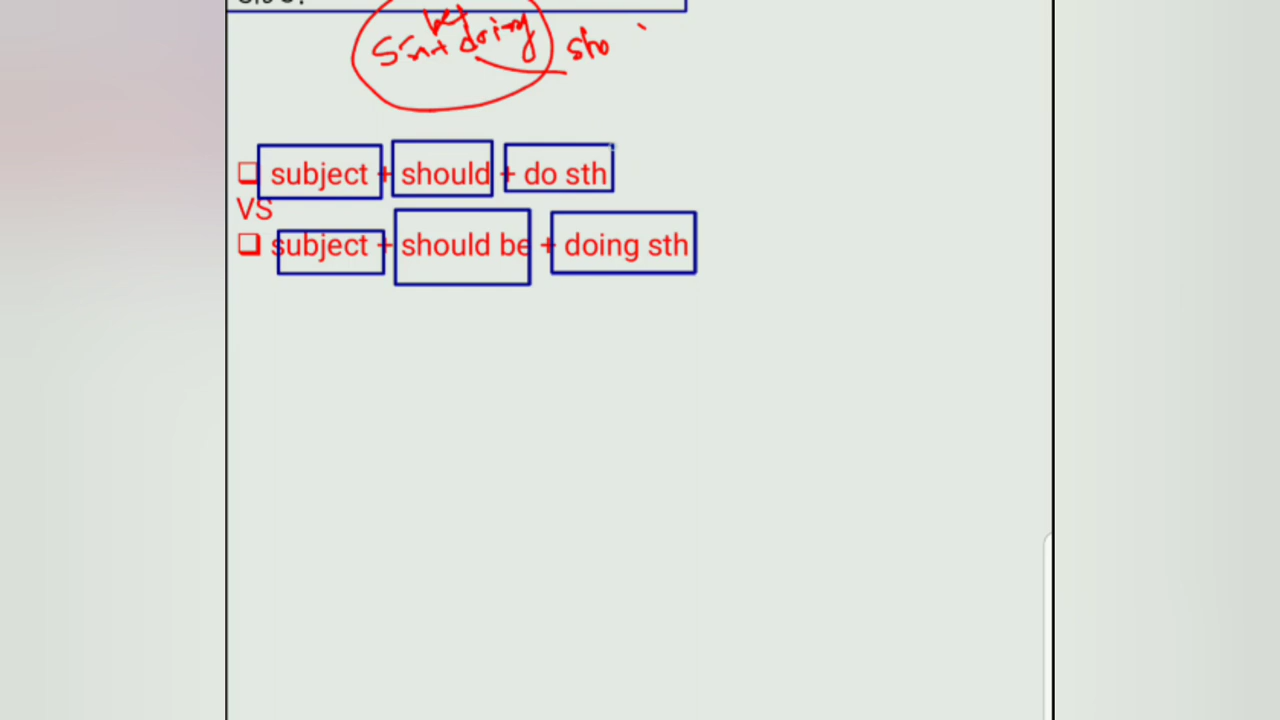 be
doing sho
❑ subject + should + do sth
VS
❑ subject + should be + doing sth